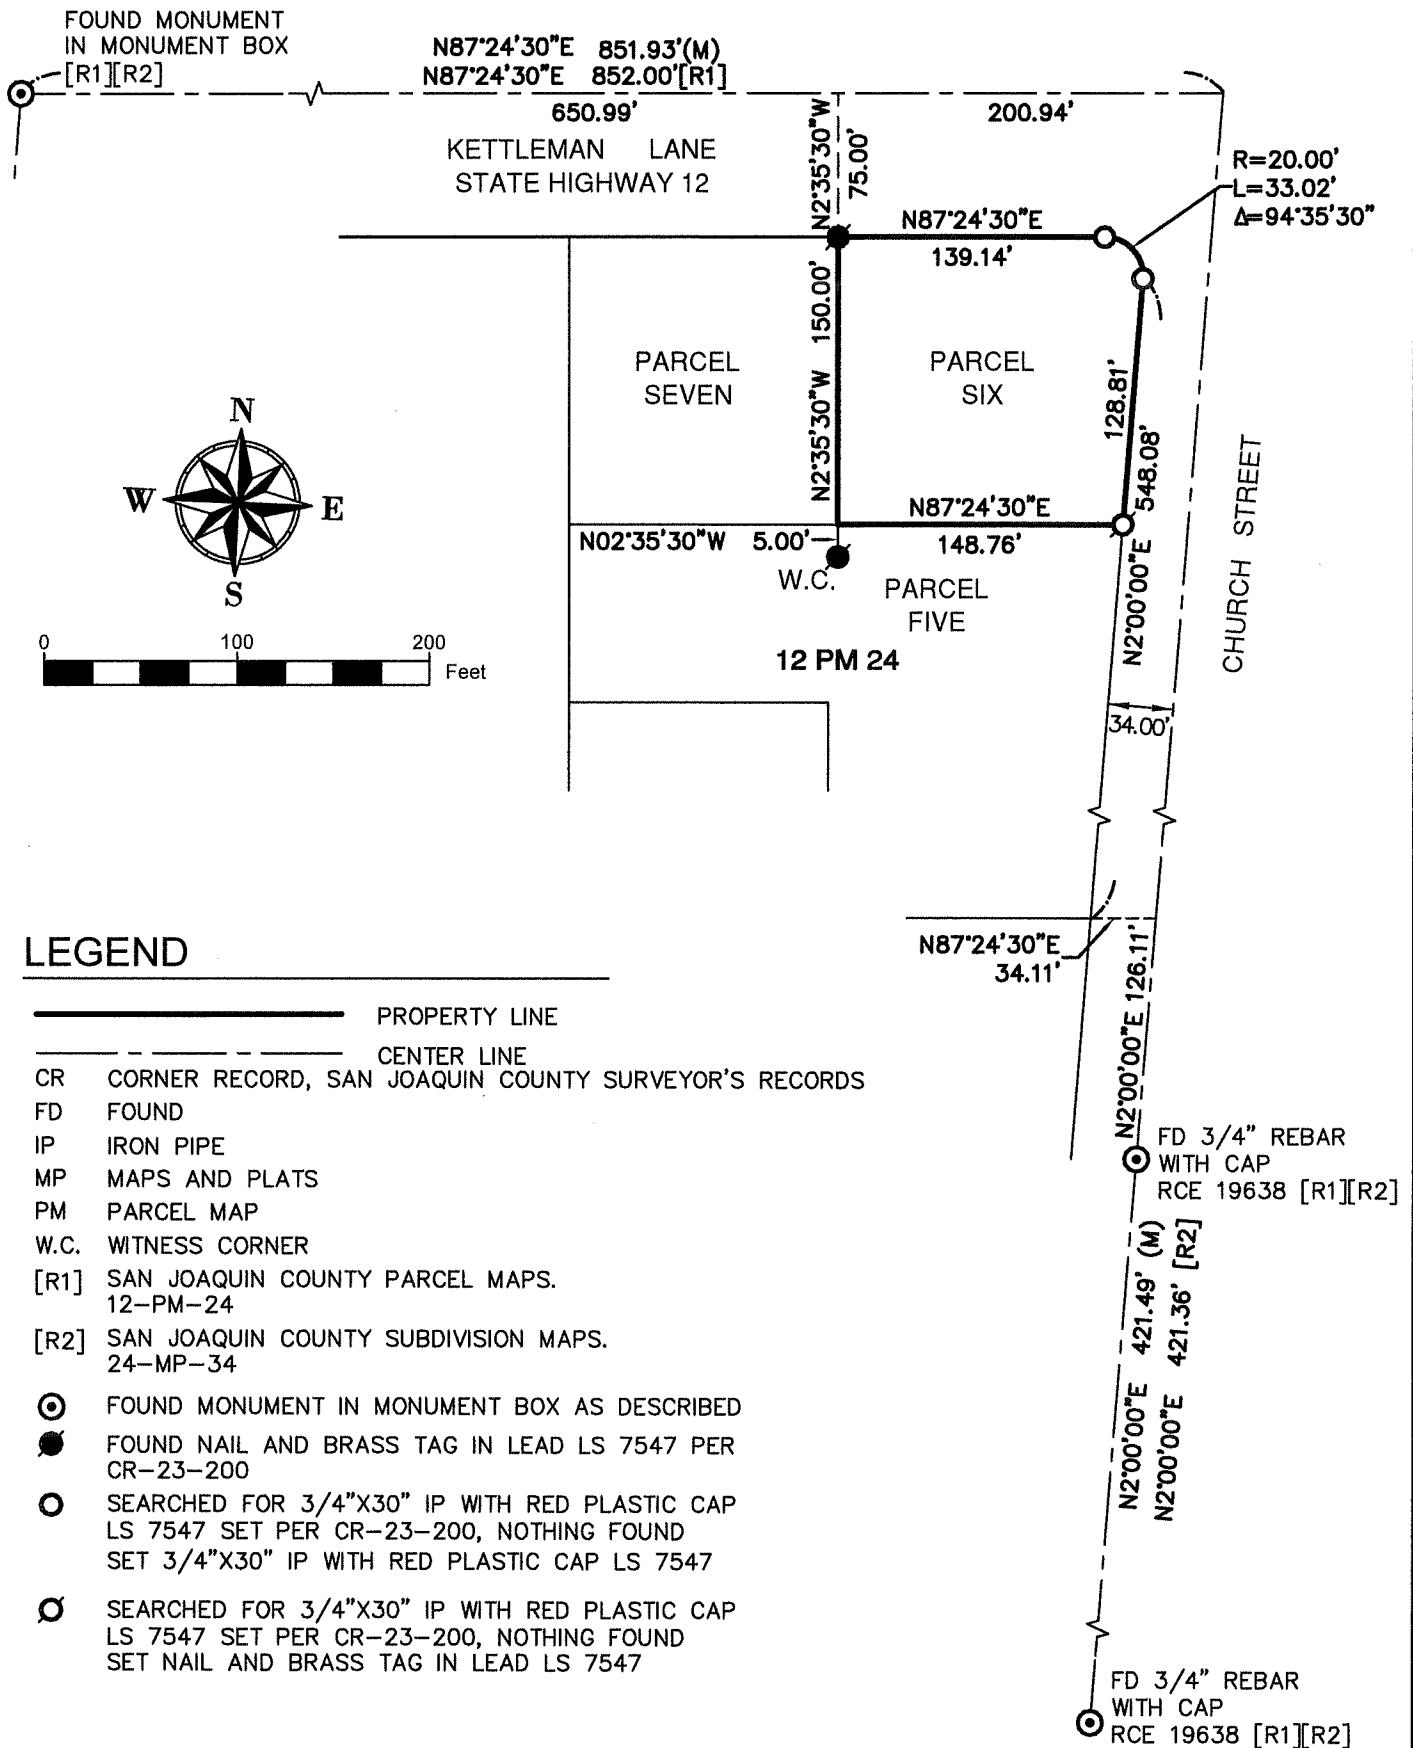 FOUND MONUMENT
IN MONUMENT BOX
[R1][R2]
N87°24'30"E 851.93'(M)
N87°24'30"E 852.00'[R1]
650.99'
200.94'
KETTLEMAN LANE
STATE HIGHWAY 12
N2°35'30"W
75.00'
R=20.00'
L=33.02'
Δ=94°35'30"
N87°24'30"E
139.14'
N2°35'30"W 150.00'
PARCEL
SEVEN
PARCEL
SIX
128.81'
N2°00'00"E 548.08'
CHURCH STREET
N
W
E
S
N87°24'30"E
148.76'
N02°35'30"W 5.00'
W.C.
PARCEL
FIVE
12 PM 24
0 100 200
Feet
34.00'
N87°24'30"E
34.11'
N2°00'00"E 126.11'
FD 3/4" REBAR
WITH CAP
RCE 19638 [R1][R2]
N2°00'00"E 421.49' (M)
N2°00'00"E 421.36' [R2]
FD 3/4" REBAR
WITH CAP
RCE 19638 [R1][R2]
LEGEND
PROPERTY LINE
CENTER LINE
CR CORNER RECORD, SAN JOAQUIN COUNTY SURVEYOR'S RECORDS
FD FOUND
IP IRON PIPE
MP MAPS AND PLATS
PM PARCEL MAP
W.C. WITNESS CORNER
[R1] SAN JOAQUIN COUNTY PARCEL MAPS.
12-PM-24
[R2] SAN JOAQUIN COUNTY SUBDIVISION MAPS.
24-MP-34
FOUND MONUMENT IN MONUMENT BOX AS DESCRIBED
FOUND NAIL AND BRASS TAG IN LEAD LS 7547 PER
CR-23-200
SEARCHED FOR 3/4"X30" IP WITH RED PLASTIC CAP
LS 7547 SET PER CR-23-200, NOTHING FOUND
SET 3/4"X30" IP WITH RED PLASTIC CAP LS 7547
SEARCHED FOR 3/4"X30" IP WITH RED PLASTIC CAP
LS 7547 SET PER CR-23-200, NOTHING FOUND
SET NAIL AND BRASS TAG IN LEAD LS 7547